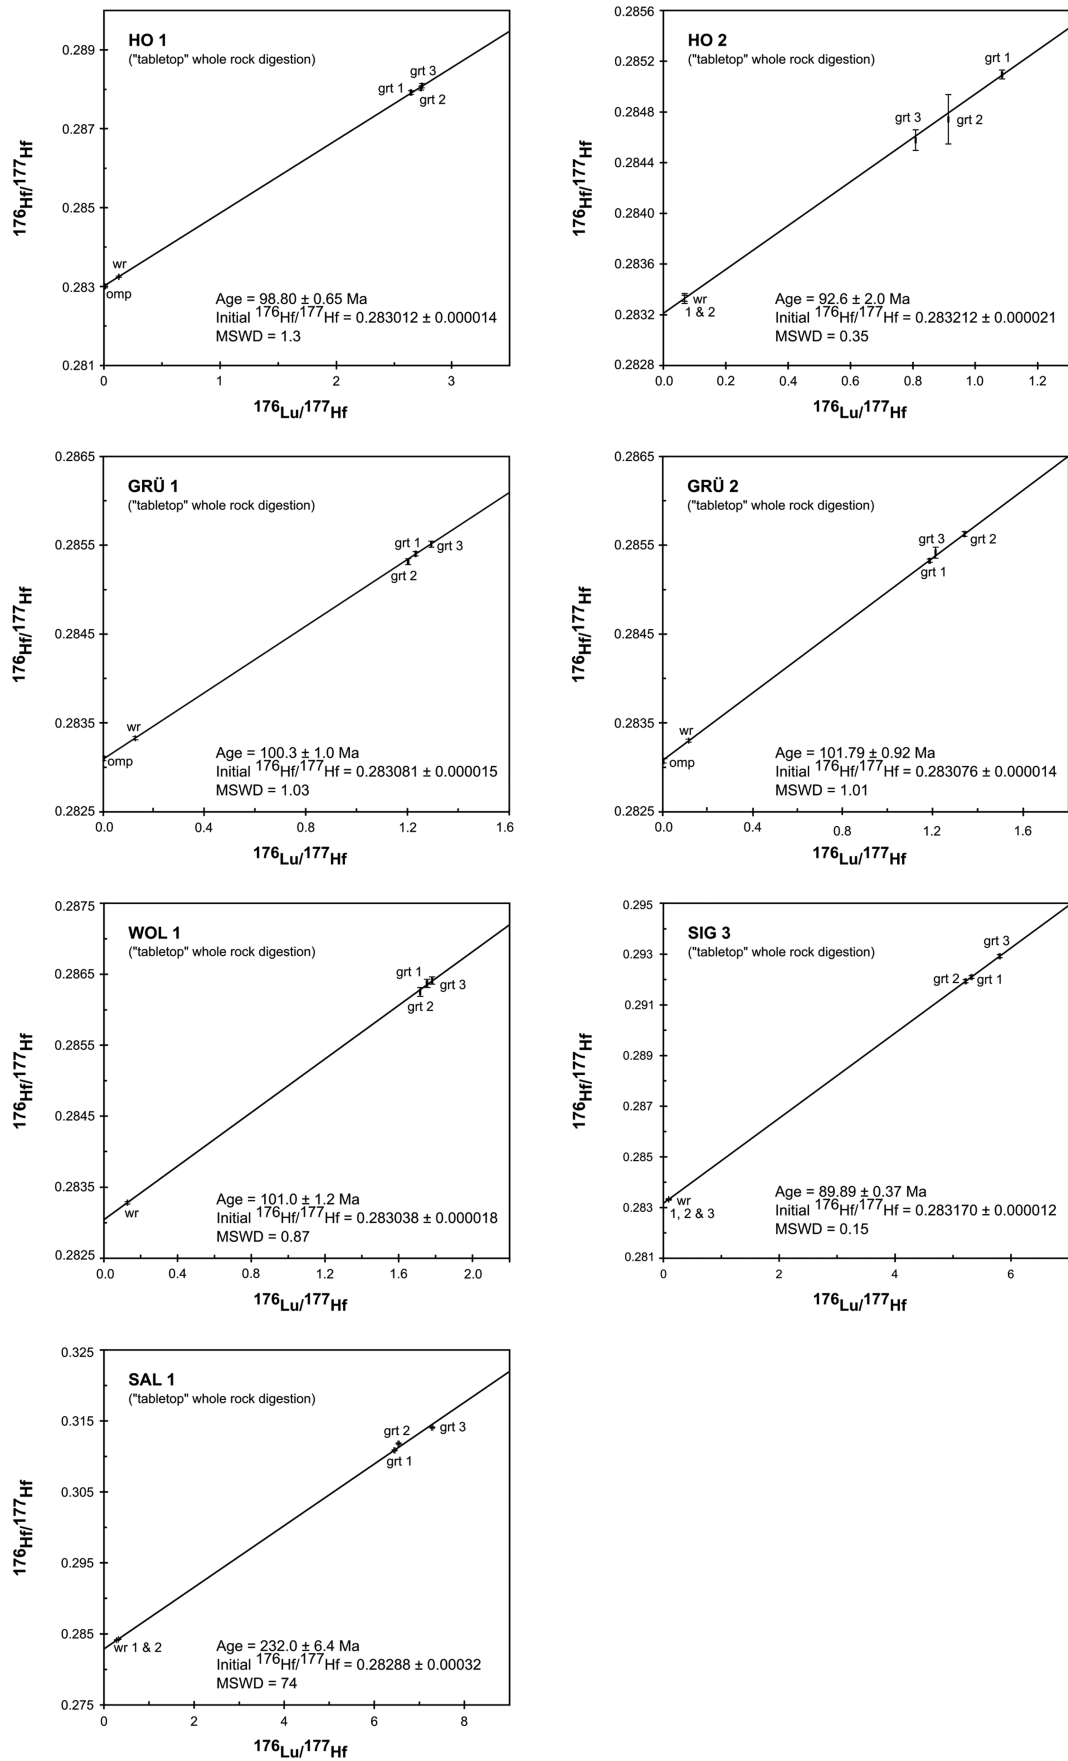 HO 1
("tabletop" whole rock digestion)
0.289
0.287
0.285
0.283
0.281
176Hf/177Hf
grt 3
grt 1
grt 2
wr
omp
Age = 98.80 ± 0.65 Ma
Initial 176Hf/177Hf = 0.283012 ± 0.000014
MSWD = 1.3
0 1 2 3
176Lu/177Hf
HO 2
("tabletop" whole rock digestion)
0.2856
0.2852
0.2848
0.2844
0.2840
0.2836
0.2832
0.2828
176Hf/177Hf
grt 1
grt 3
grt 2
wr
1 & 2
Age = 92.6 ± 2.0 Ma
Initial 176Hf/177Hf = 0.283212 ± 0.000021
MSWD = 0.35
0.0 0.2 0.4 0.6 0.8 1.0 1.2
176Lu/177Hf
GRÜ 1
("tabletop" whole rock digestion)
0.2865
0.2855
0.2845
0.2835
0.2825
176Hf/177Hf
grt 1
grt 3
grt 2
wr
omp
Age = 100.3 ± 1.0 Ma
Initial 176Hf/177Hf = 0.283081 ± 0.000015
MSWD = 1.03
0.0 0.4 0.8 1.2 1.6
176Lu/177Hf
GRÜ 2
("tabletop" whole rock digestion)
0.2865
0.2855
0.2845
0.2835
0.2825
176Hf/177Hf
grt 3
grt 2
grt 1
wr
omp
Age = 101.79 ± 0.92 Ma
Initial 176Hf/177Hf = 0.283076 ± 0.000014
MSWD = 1.01
0.0 0.4 0.8 1.2 1.6
176Lu/177Hf
WOL 1
("tabletop" whole rock digestion)
0.2875
0.2865
0.2855
0.2845
0.2835
0.2825
176Hf/177Hf
grt 1
grt 3
grt 2
wr
Age = 101.0 ± 1.2 Ma
Initial 176Hf/177Hf = 0.283038 ± 0.000018
MSWD = 0.87
0.0 0.4 0.8 1.2 1.6 2.0
176Lu/177Hf
SIG 3
("tabletop" whole rock digestion)
0.295
0.293
0.291
0.289
0.287
0.285
0.283
0.281
176Hf/177Hf
grt 3
grt 2
grt 1
wr
1, 2 & 3
Age = 89.89 ± 0.37 Ma
Initial 176Hf/177Hf = 0.283170 ± 0.000012
MSWD = 0.15
0 2 4 6
176Lu/177Hf
SAL 1
("tabletop" whole rock digestion)
0.325
0.315
0.305
0.295
0.285
0.275
176Hf/177Hf
grt 2
grt 3
grt 1
wr 1 & 2
Age = 232.0 ± 6.4 Ma
Initial 176Hf/177Hf = 0.28288 ± 0.00032
MSWD = 74
0 2 4 6 8
176Lu/177Hf